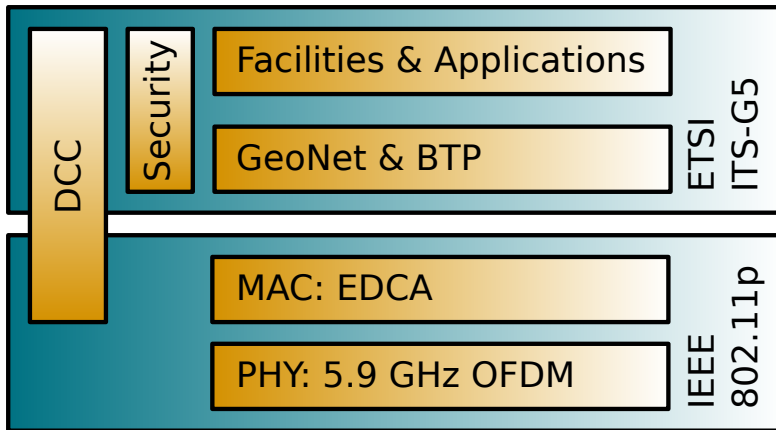 DCC
Security
Facilities & Applications
GeoNet & BTP
ETSI
ITS-G5
MAC: EDCA
PHY: 5.9 GHz OFDM
IEEE
802.11p